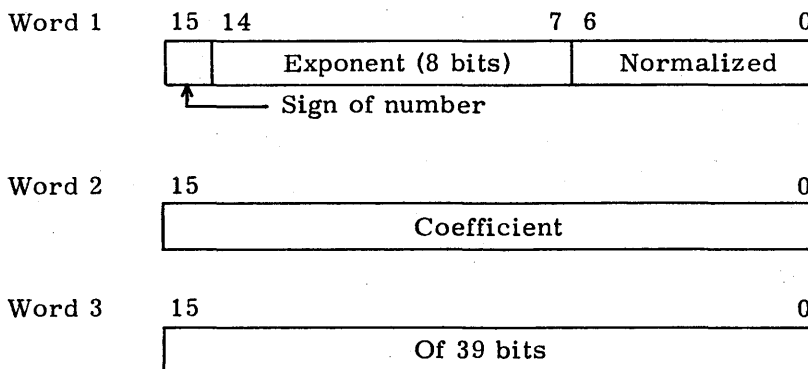 Word 1 15 14 7 6 0
Exponent (8 bits) Normalized
Sign of number
Word 2 15 0
Coefficient
Word 3 15 0
Of 39 bits